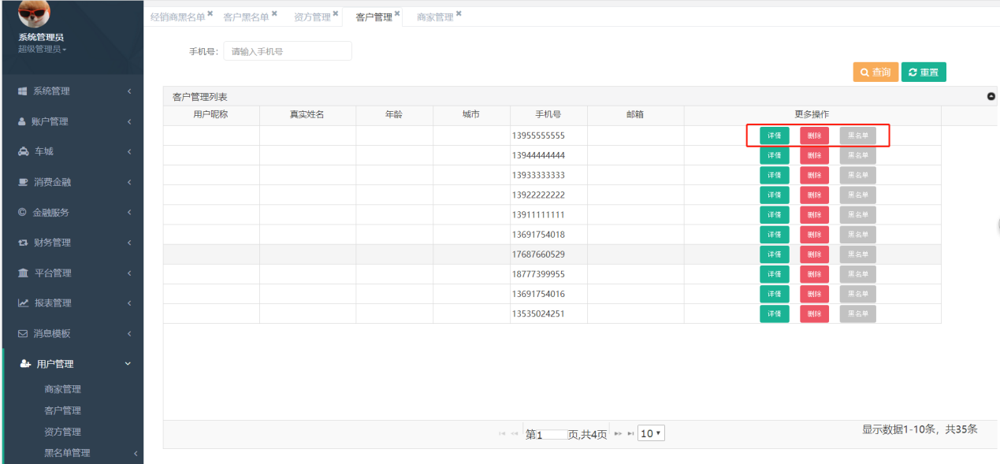 经销商黑名单 客户黑名单 资方管理 客户管理 商家管理
系统管理员
超级管理员
系统管理
账户管理
车城
消费金融
金融服务
财务管理
平台管理
报表管理
消息模板
用户管理
商家管理
客户管理
资方管理
黑名单管理
手机号: 请输入手机号
查询 重置
客户管理列表
用户昵称 真实姓名 年龄 城市 手机号 邮箱 更多操作
13955555555 详情 删除 黑名单
13944444444 详情 删除 黑名单
13933333333 详情 删除 黑名单
13922222222 详情 删除 黑名单
13911111111 详情 删除 黑名单
13691754018 详情 删除 黑名单
17687660529 详情 删除 黑名单
18777399955 详情 删除 黑名单
13691754016 详情 删除 黑名单
13535024251 详情 删除 黑名单
第1 页,共4页 10 显示数据1-10条，共35条